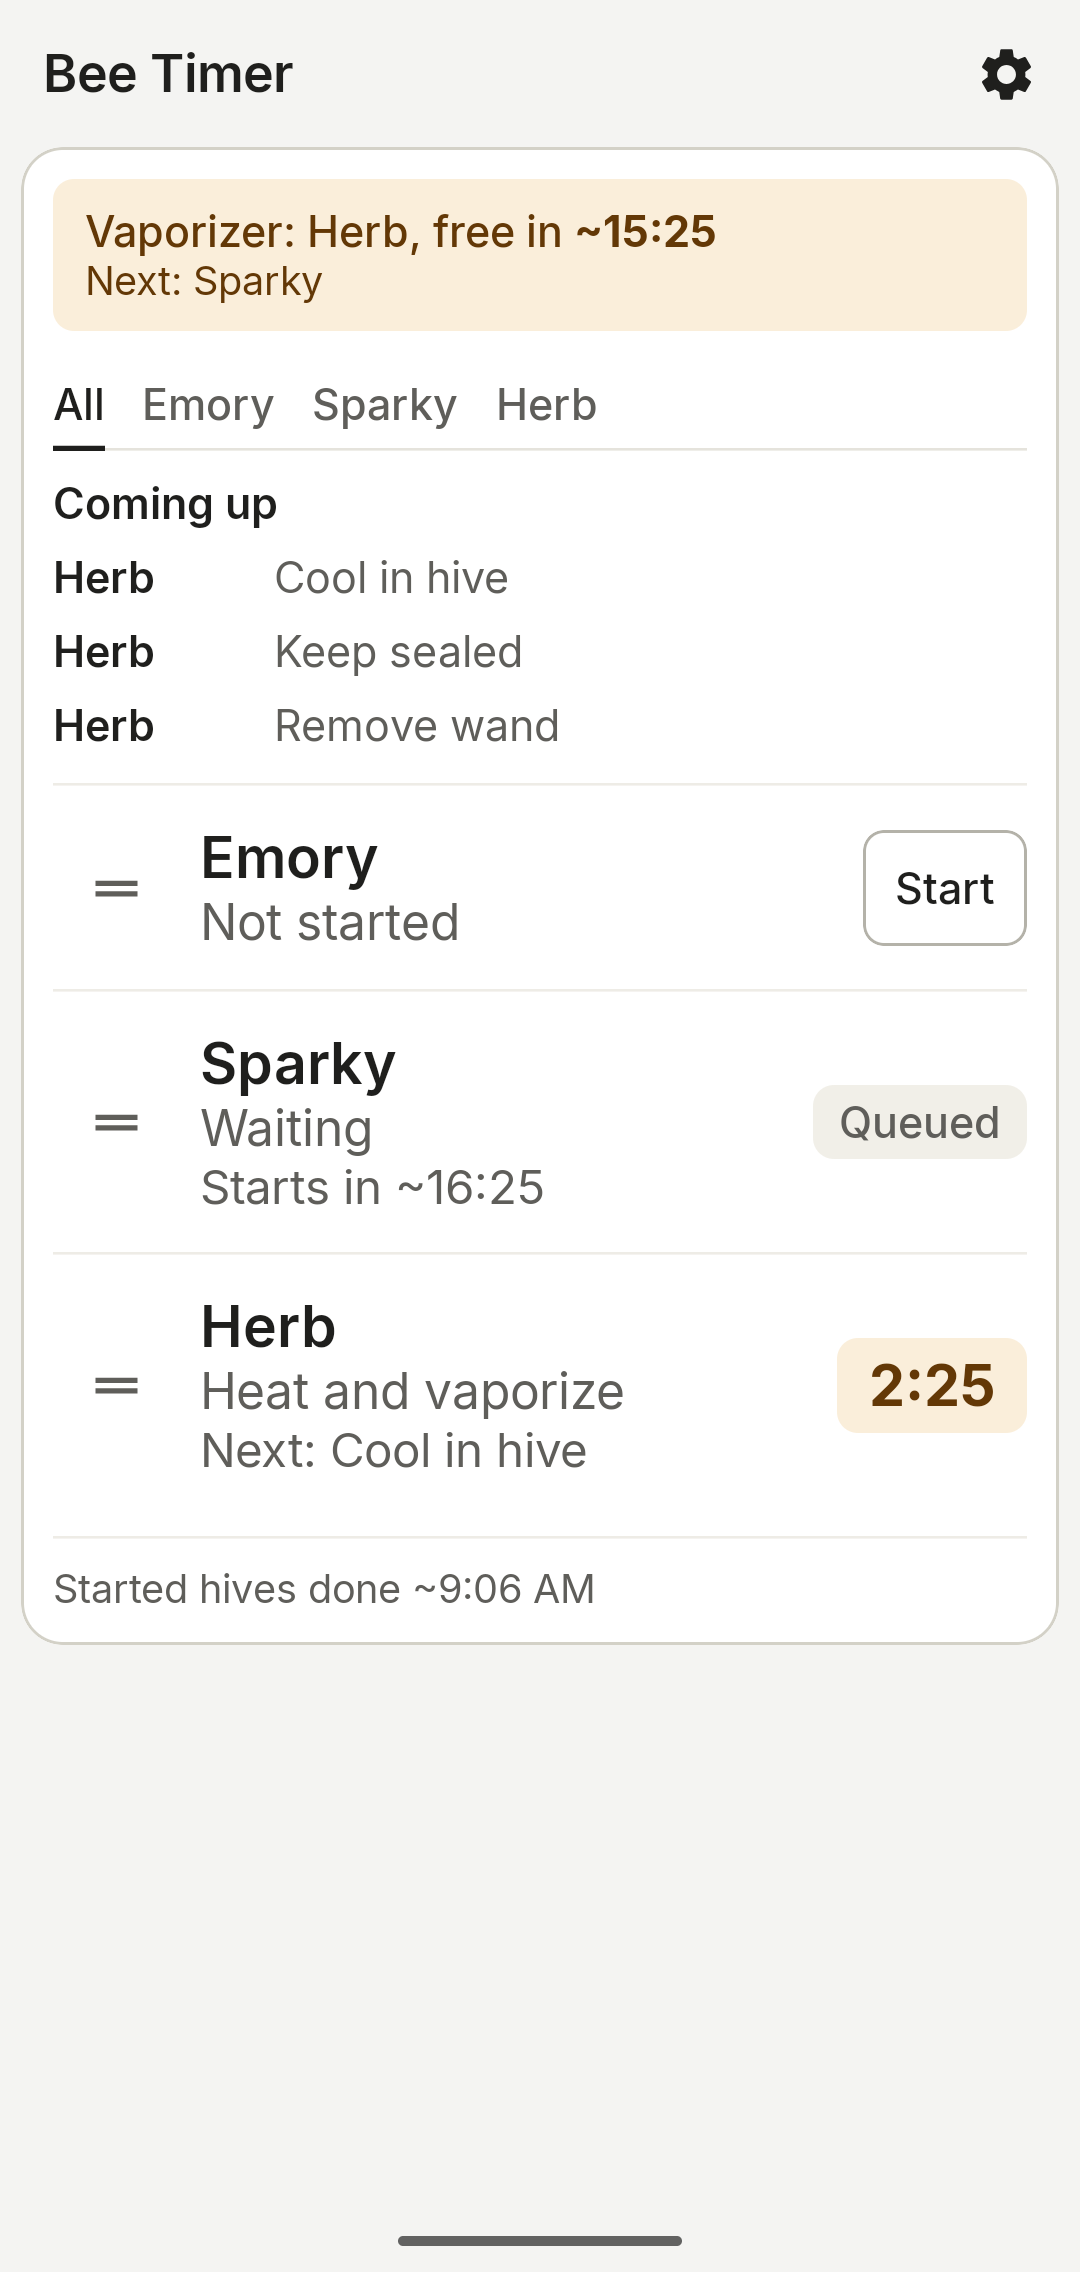 Bee Timer
Vaporizer: Herb, free in ~15:25
Next: Sparky
All Emory Sparky Herb
Coming up
Herb Cool in hive
Herb Keep sealed
Herb Remove wand
Emory
Not started
Start
Sparky
Waiting
Starts in ~16:25
Queued
Herb
Heat and vaporize
Next: Cool in hive
2:25
Started hives done ~9:06 AM